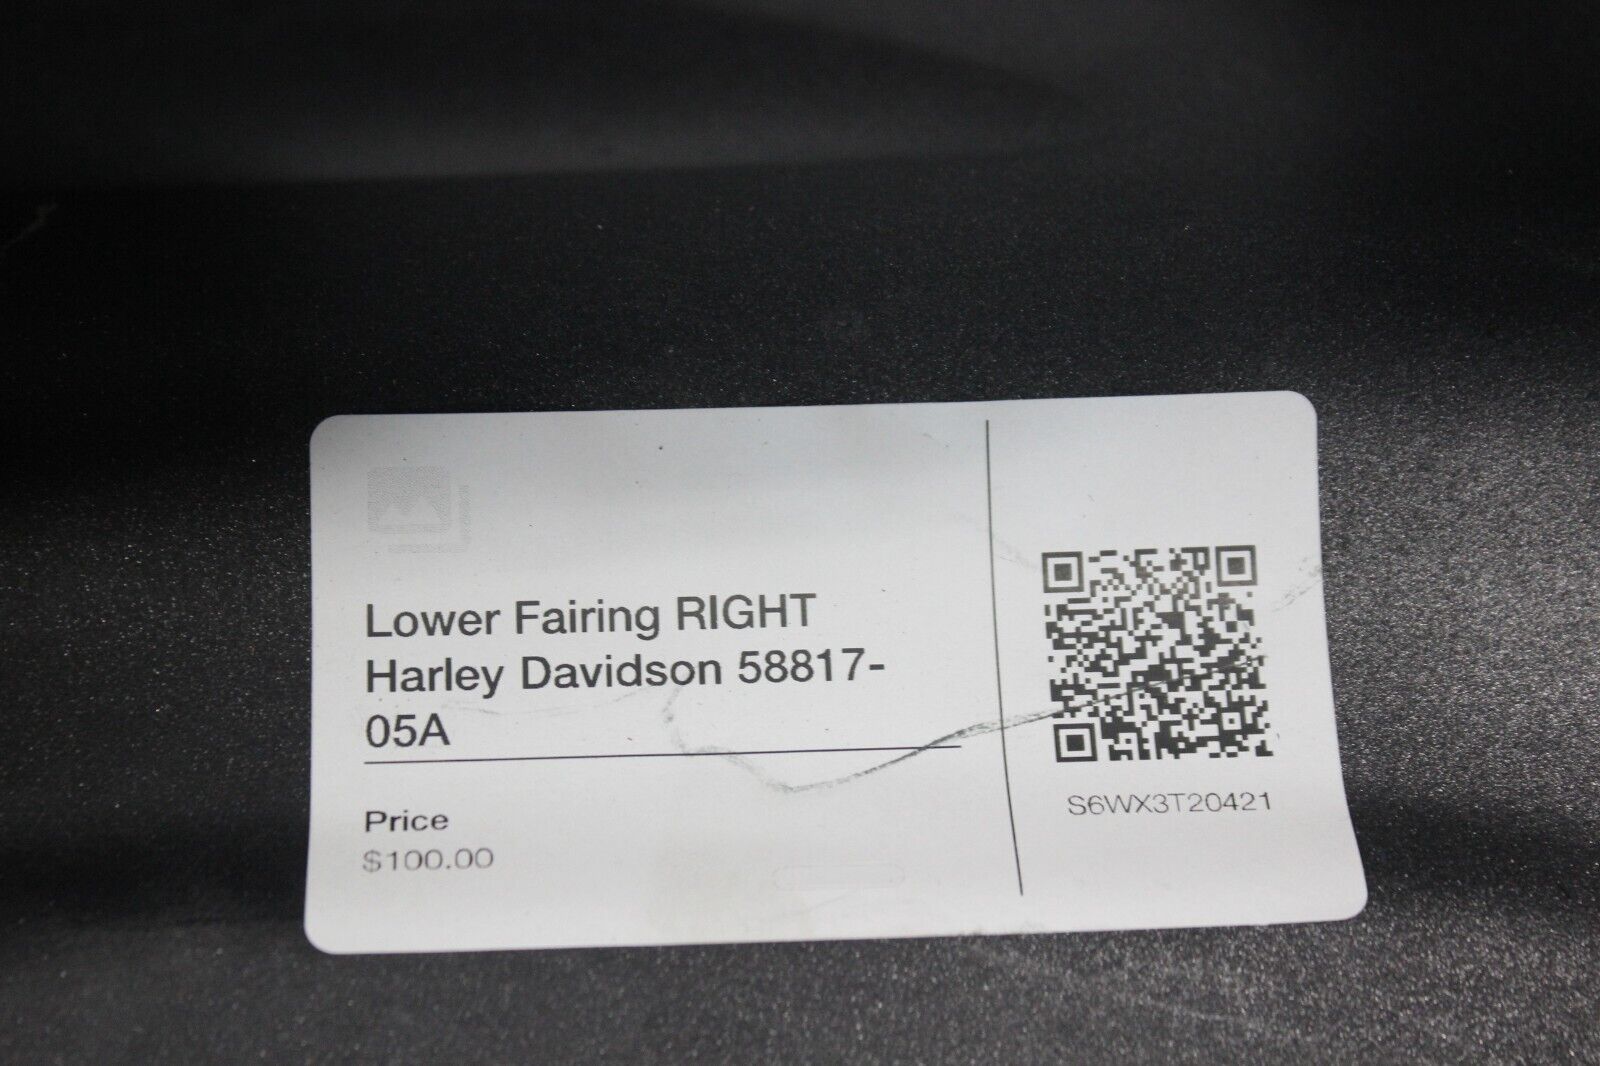 Lower Fairing RIGHT
Harley Davidson 58817-
05A
Price
$100.00
S6WX3T20421